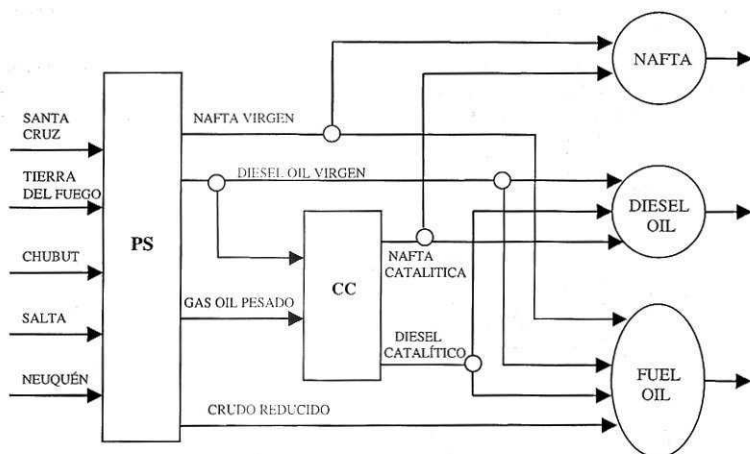 NAFTA
SANTA
CRUZ
NAFTA VIRGEN
TIERRA
DEL FUEGO
DIESEL OIL VIRGEN
DIESEL
OIL
PS
CHUBUT
NAFTA
CATALITICA
CC
GAS OIL PESADO
SALTA
DIESEL
CATALÍTICO
NEUQUÉN
FUEL
OIL
CRUDO REDUCIDO